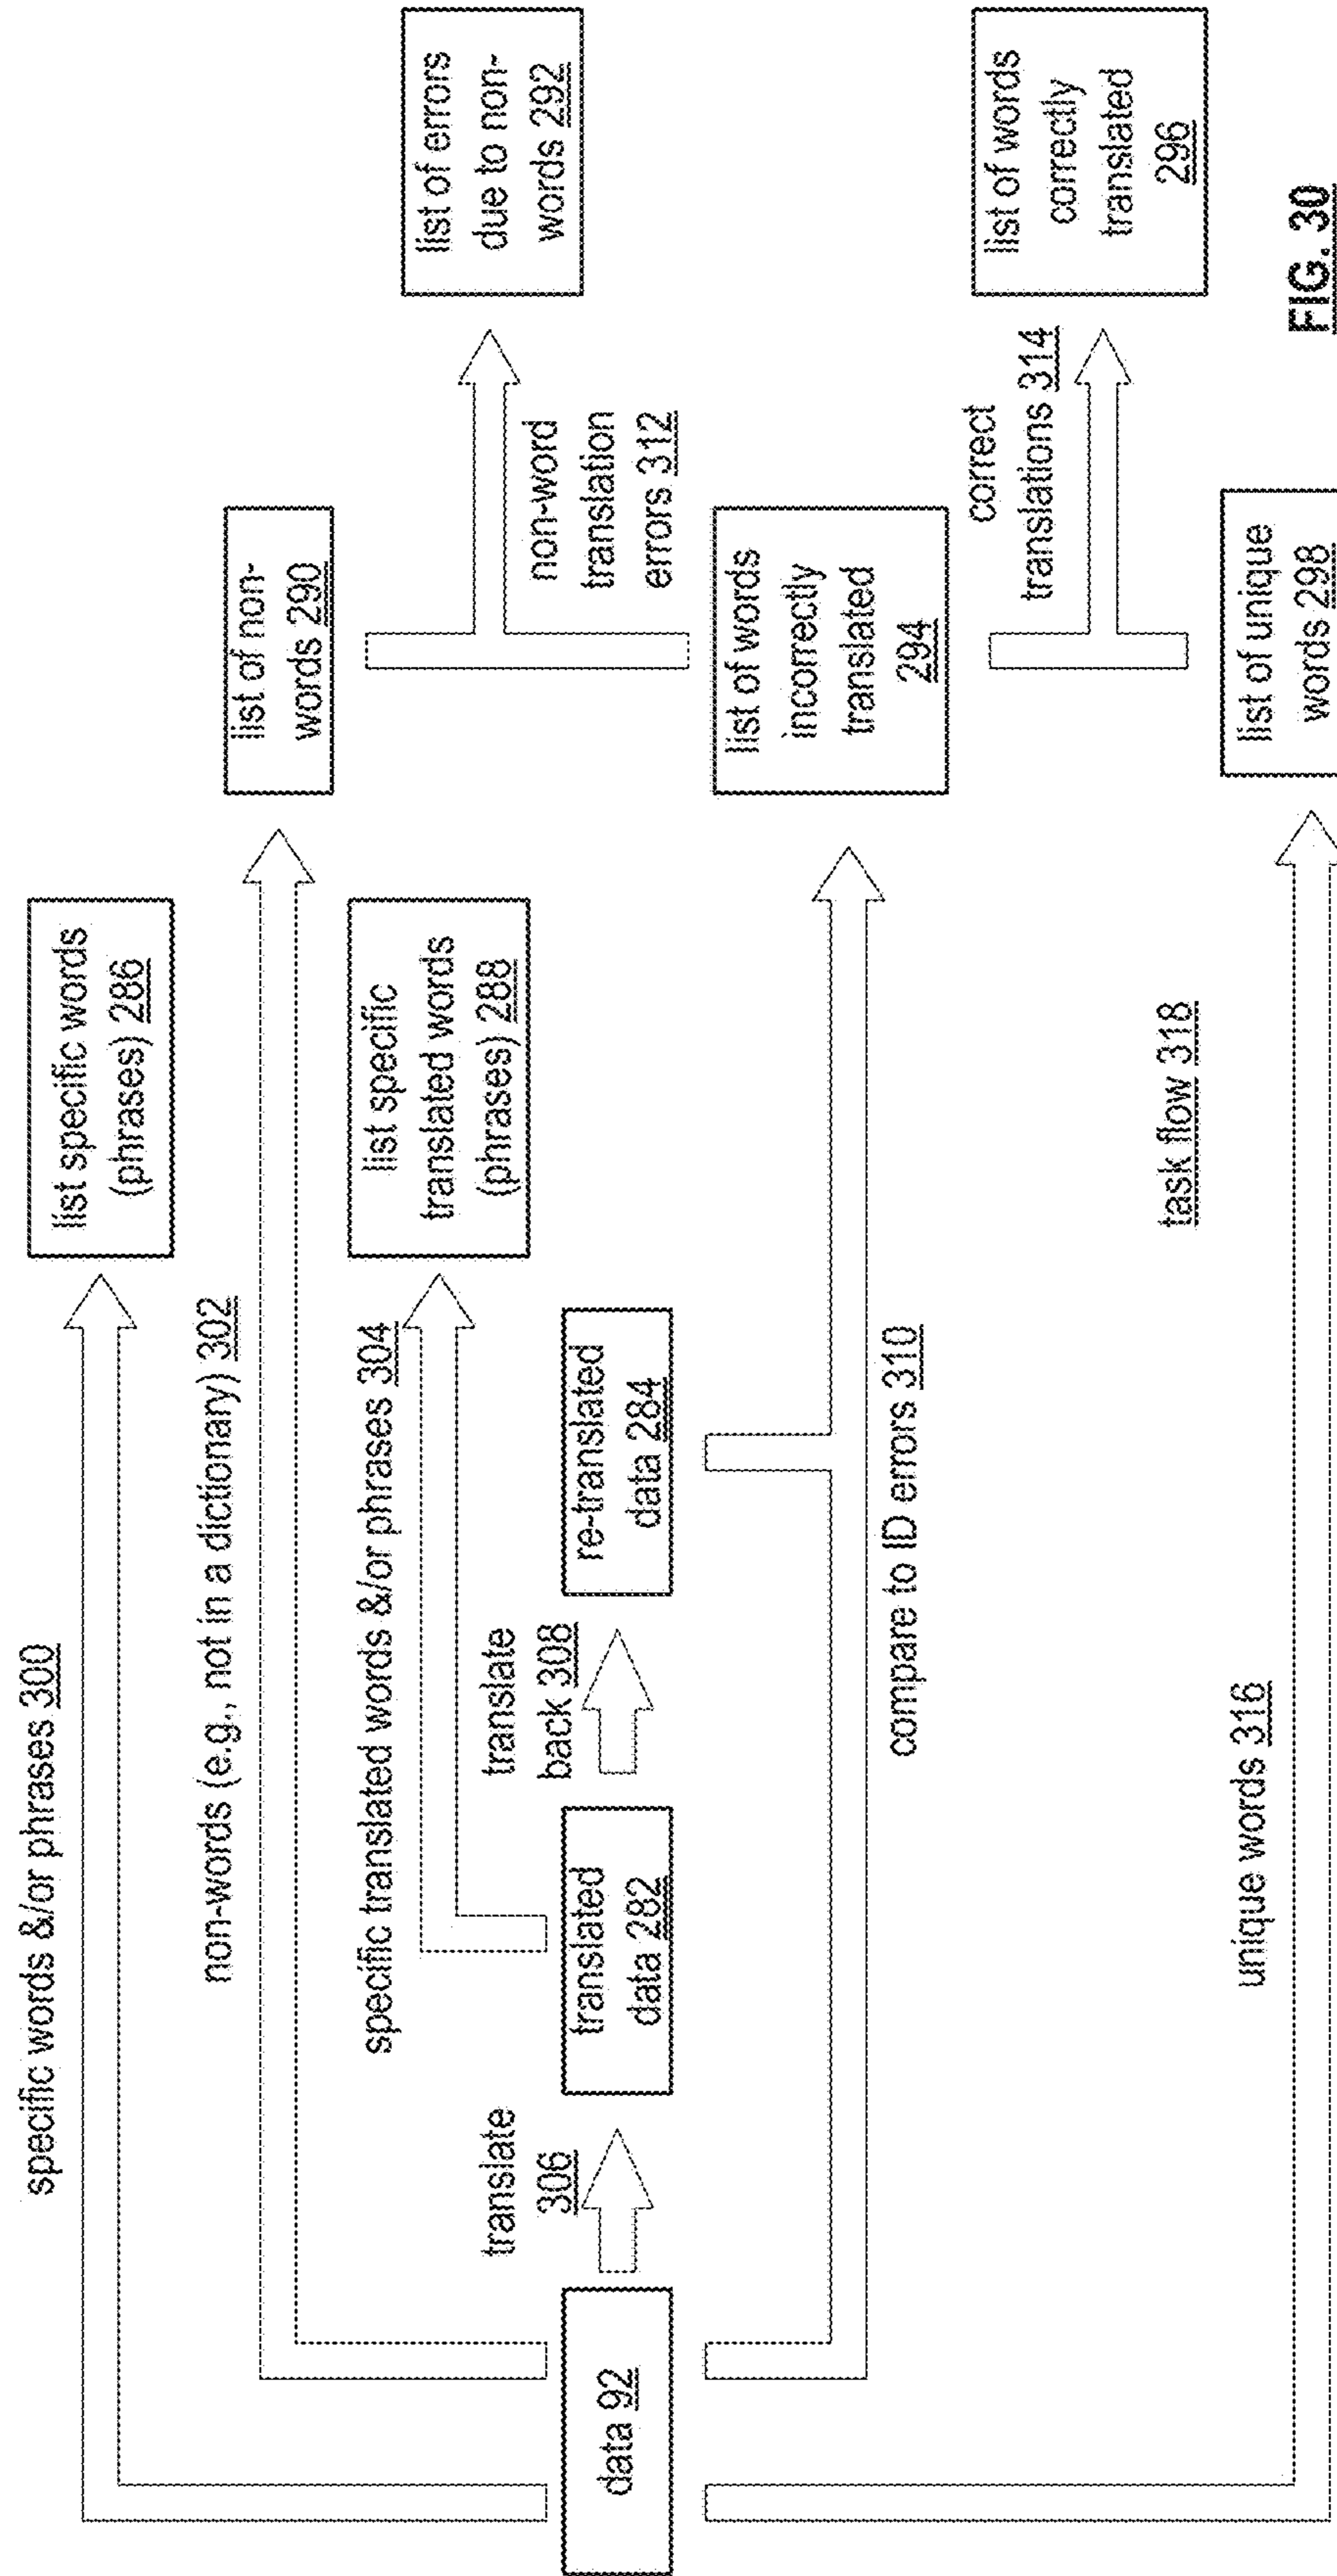 specific words &/or phrases 300
list specific words
(phrases) 286
non-words (e.g., not in a dictionary) 302
list of non-
words 290
list of errors
due to non-
words 292
specific translated words &/or phrases 304
list specific
translated words
(phrases) 288
non-word
translation
errors 312
data 92
translate
306
translated
data 282
translate
back 308
re-translated
data 284
compare to ID errors 310
list of words
incorrectly
translated
294
correct
translations 314
list of words
correctly
translated
296
task flow 318
unique words 316
list of unique
words 298
FIG. 30